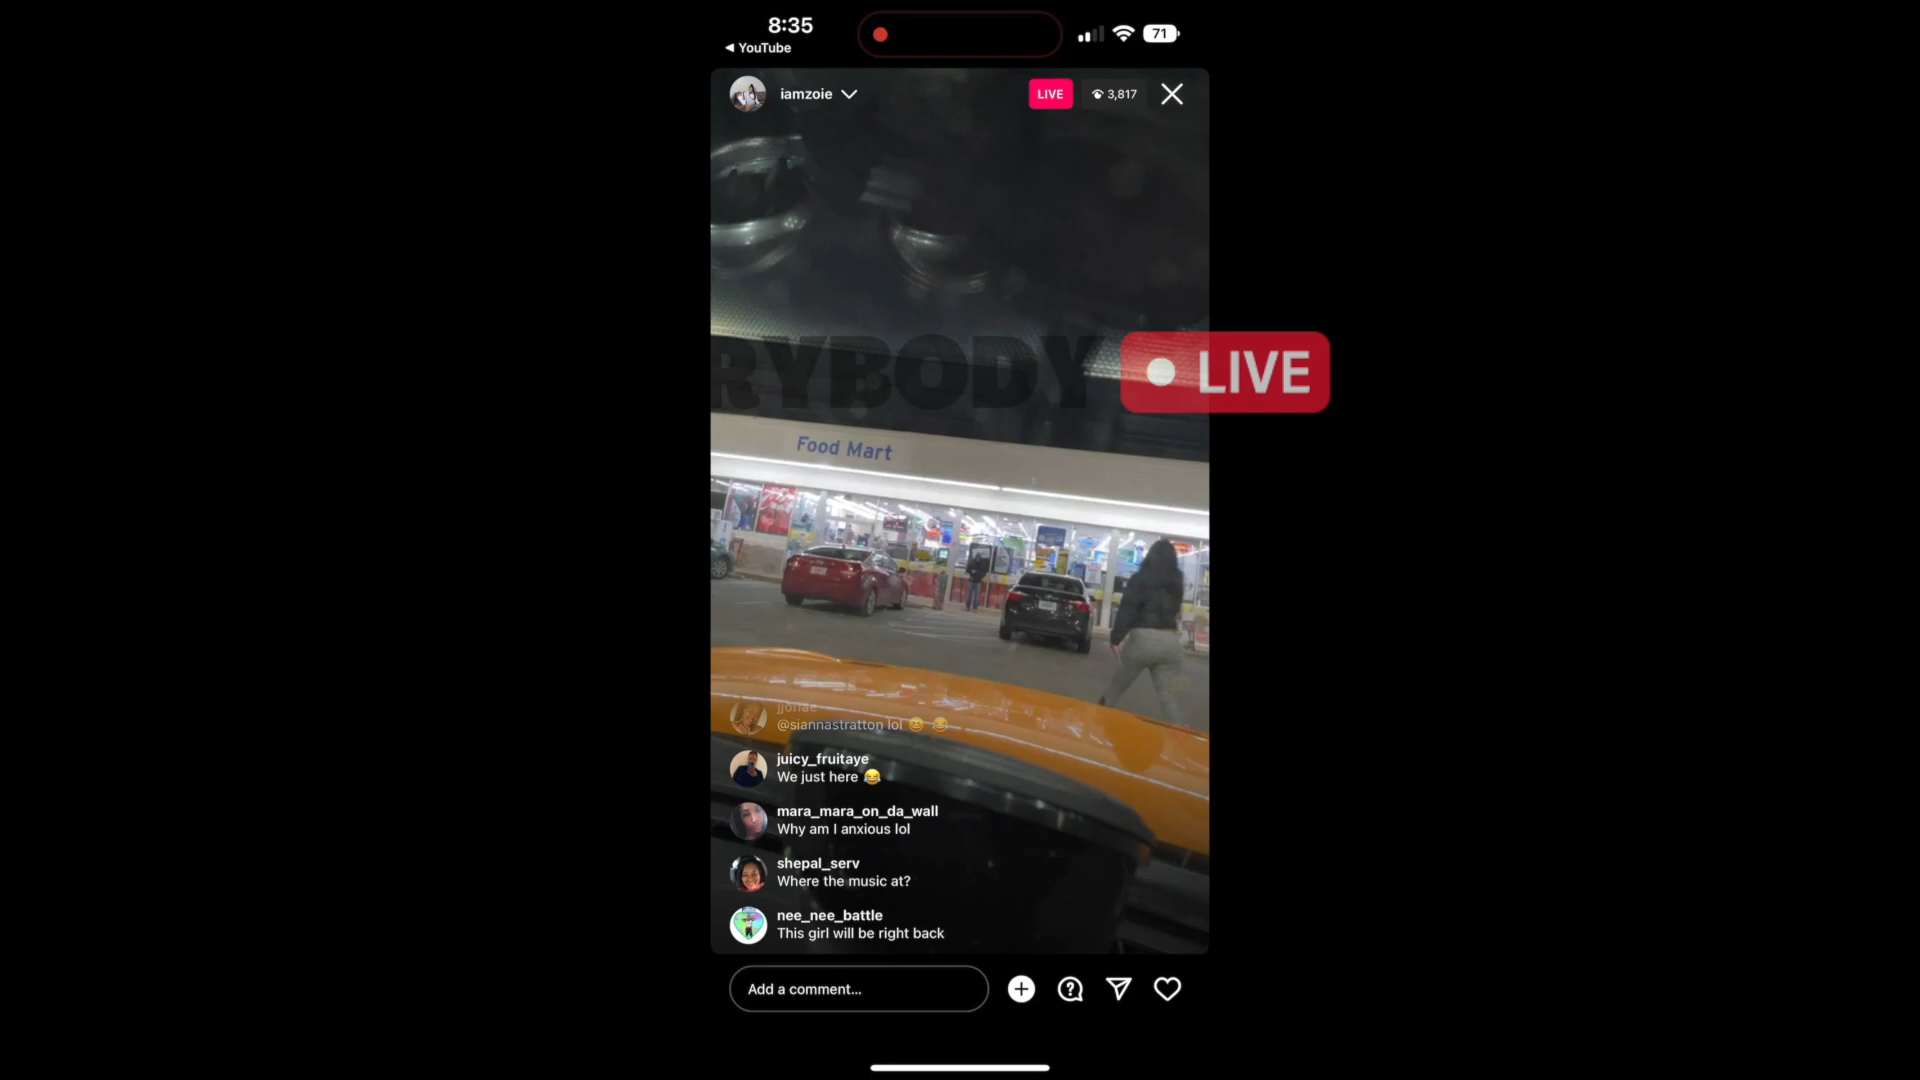 8:35
71
◀ YouTube
iamzoie
LIVE
3,817
RYBODY
LIVE
Food Mart
jjonae
@siannastratton lol 😆 😂
juicy_fruitaye
We just here 😂
mara_mara_on_da_wall
Why am I anxious lol
shepal_serv
Where the music at?
nee_nee_battle
This girl will be right back
Add a comment...